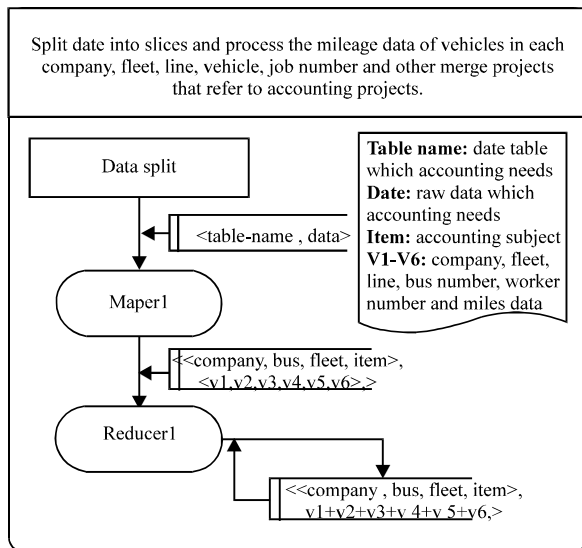 Split date into slices and process the mileage data of vehicles in each
company, fleet, line, vehicle, job number and other merge projects
that refer to accounting projects.
Data split
Table name: date table
which accounting needs
Date: raw data which
accounting needs
Item: accounting subject
V1-V6: company, fleet,
line, bus number, worker
number and miles data
<table-name , data>
Maper1
<<company, bus, fleet, item>,
<v1,v2,v3,v4,v5,v6>,>
Reducer1
<<company , bus, fleet, item>,
v1+v2+v3+v 4+v 5+v6,>